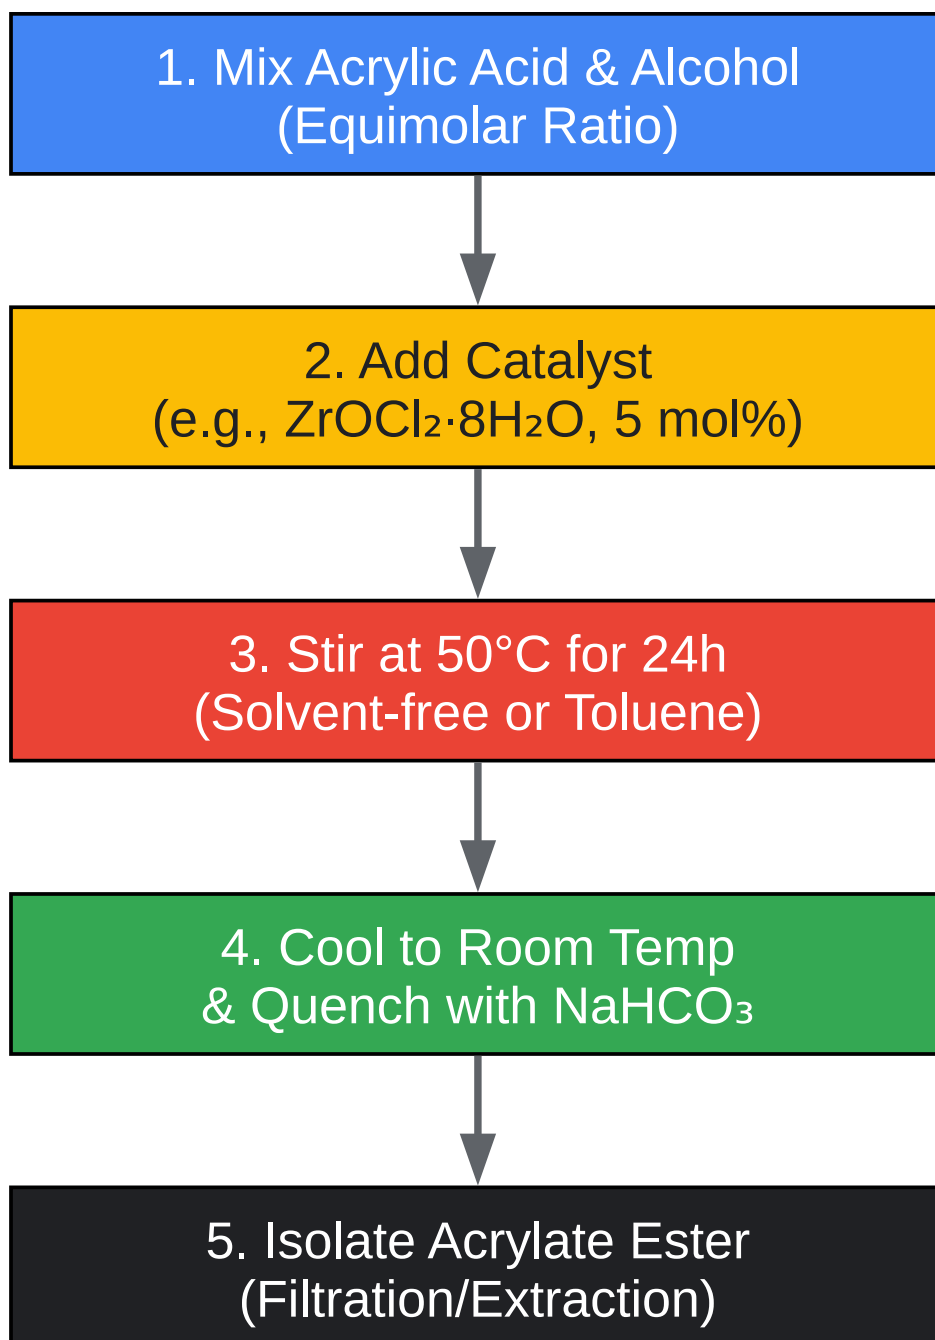 1. Mix Acrylic Acid & Alcohol
(Equimolar Ratio)
2. Add Catalyst
(e.g., ZrOCl₂·8H₂O, 5 mol%)
3. Stir at 50°C for 24h
(Solvent-free or Toluene)
4. Cool to Room Temp
& Quench with NaHCO₃
5. Isolate Acrylate Ester
(Filtration/Extraction)